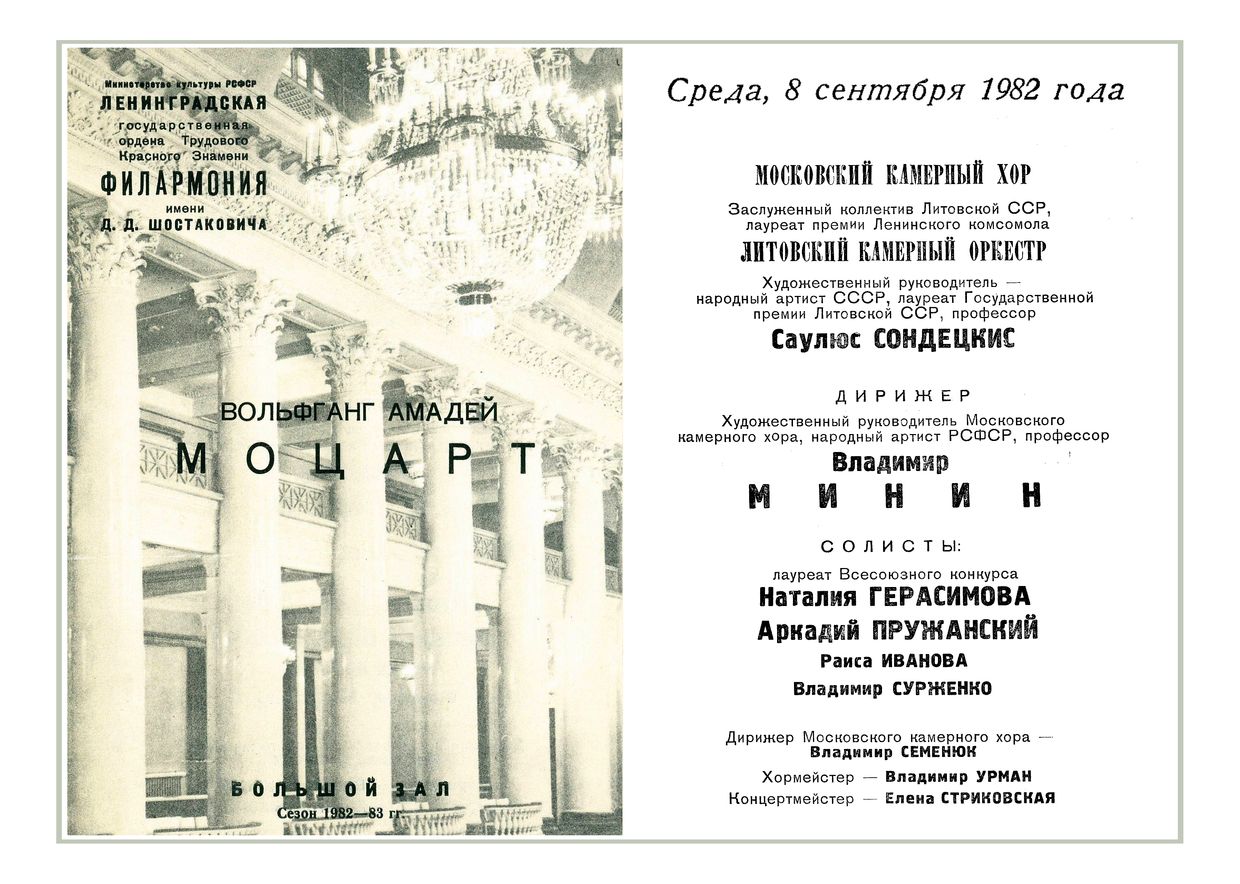 Министерство культуры РСФСР
ЛЕНИНГРАДСКАЯ
государственная
ордена Трудового
Красного Знамени
ФИЛАРМОНИЯ
имени
Д. Д. ШОСТАКОВИЧА
ВОЛЬФГАНГ АМАДЕЙ
МОЦАРТ
БОЛЬШОЙ ЗАЛ
Сезон 1982—83 гг.
Среда, 8 сентября 1982 года
МОСКОВСКИЙ КАМЕРНЫЙ ХОР
Заслуженный коллектив Литовской ССР,
лауреат премии Ленинского комсомола
ЛИТОВСКИЙ КАМЕРНЫЙ ОРКЕСТР
Художественный руководитель —
народный артист СССР, лауреат Государственной
премии Литовской ССР, профессор
Саулюс СОНДЕЦКИС
ДИРИЖЕР
Художественный руководитель Московского
камерного хора, народный артист РСФСР, профессор
Владимир
МИНИН
СОЛИСТЫ:
лауреат Всесоюзного конкурса
Наталия ГЕРАСИМОВА
Аркадий ПРУЖАНСКИЙ
Раиса ИВАНОВА
Владимир СУРЖЕНКО
Дирижер Московского камерного хора —
Владимир СЕМЕНЮК
Хормейстер — Владимир УРМАН
Концертмейстер — Елена СТРИКОВСКАЯ